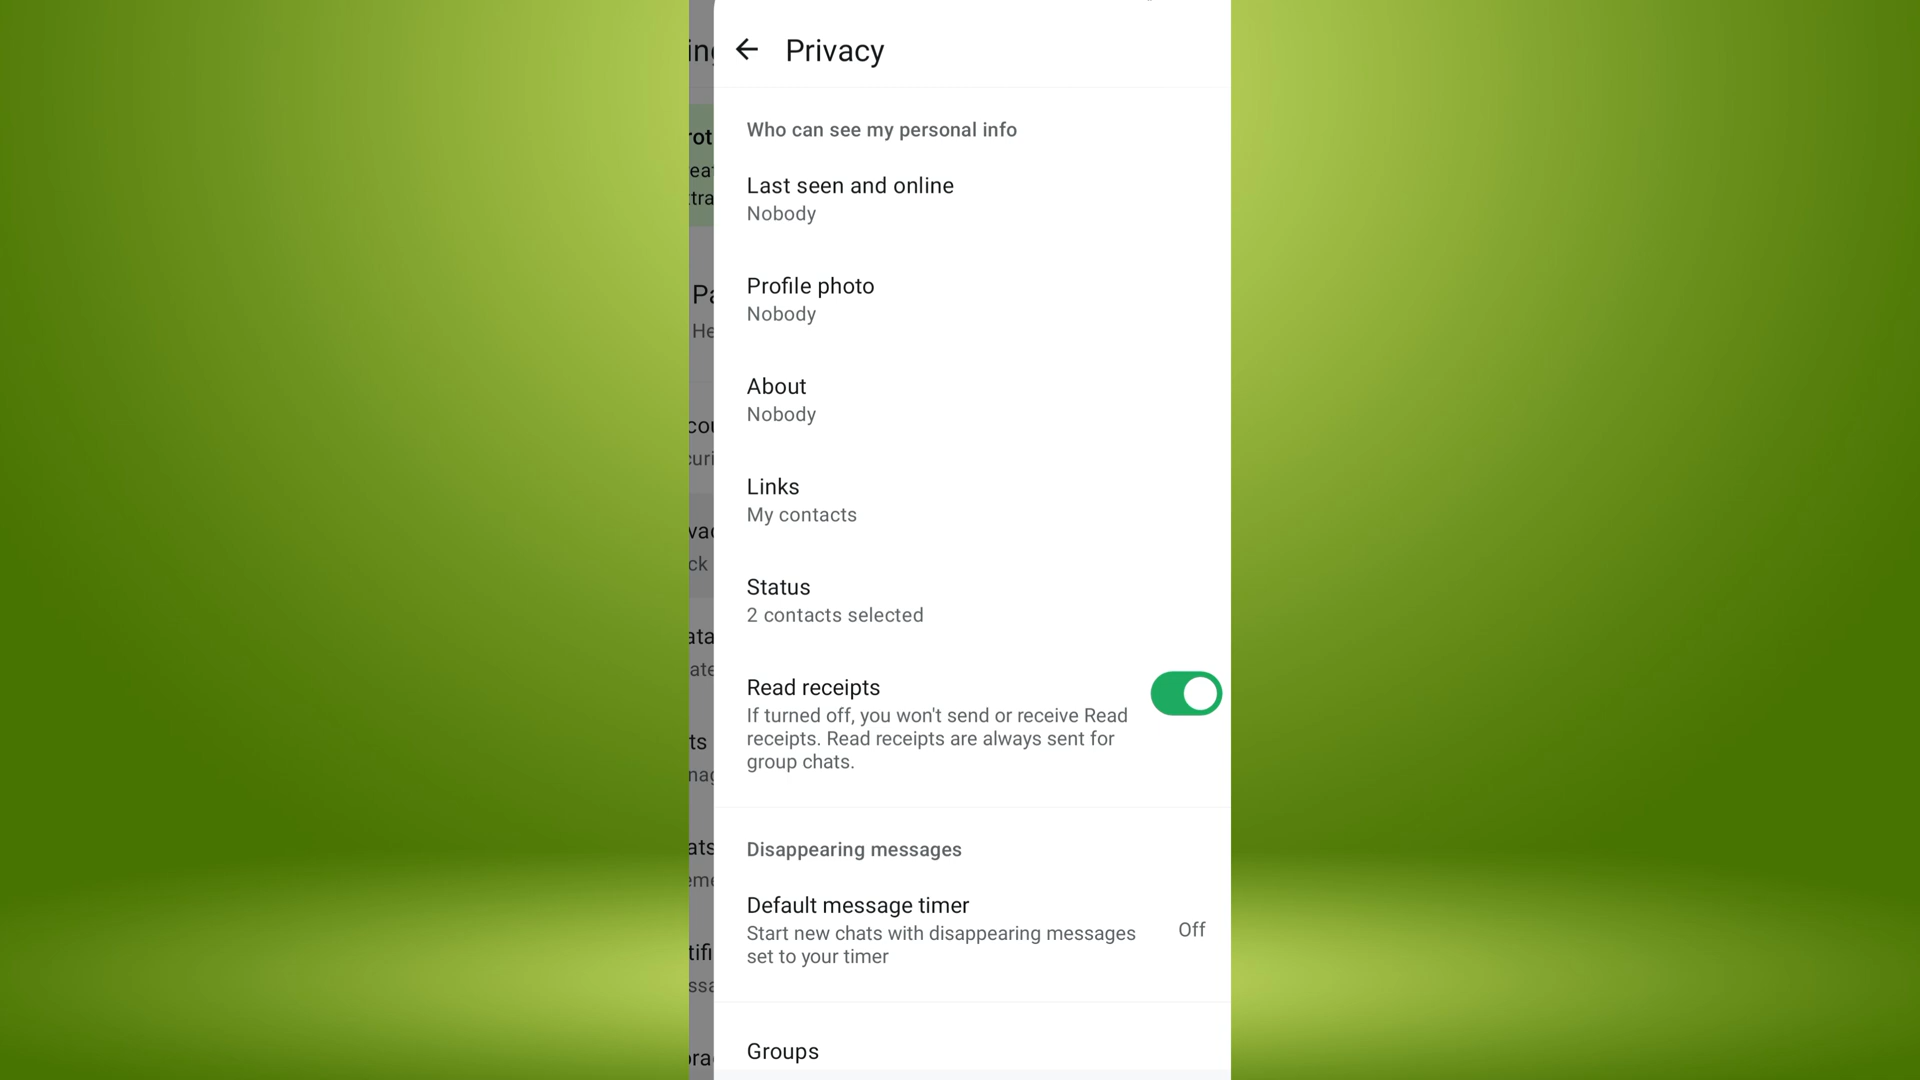 Privacy
Who can see my personal info
Last seen and online
Nobody
Profile photo
Nobody
About
Nobody
Links
My contacts
Status
2 contacts selected
Read receipts
If turned off, you won't send or receive Read
receipts. Read receipts are always sent for
group chats.
Disappearing messages
Default message timer
Start new chats with disappearing messages
set to your timer
Off
Groups